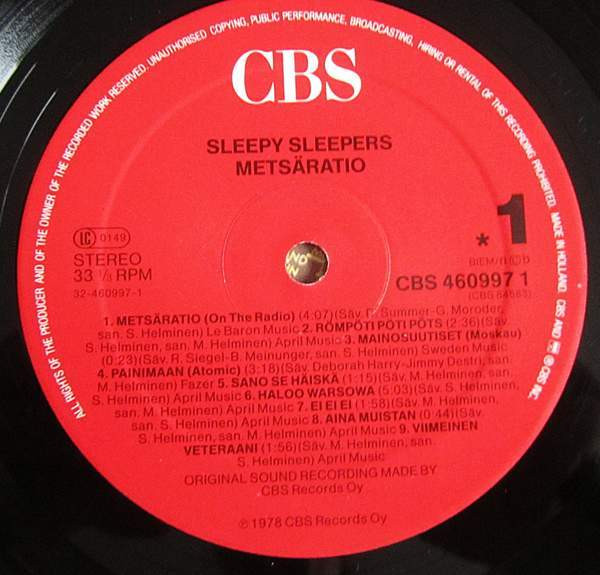 ALL RIGHTS OF THE PRODUCER AND OF THE OWNER OF THE RECORDED WORK RESERVED. UNAUTHORISED COPYING, PUBLIC PERFORMANCE, BROADCASTING, HIRING OR RENTAL OF THIS RECORDING PROHIBITED. MADE IN HOLLAND. CBS AND ® © CBS INC.
CBS
SLEEPY SLEEPERS
METSÄRATIO
* 1
LC 0149
STEREO
33 ⅓ RPM
32-460997-1
BIEM/n
CBS 460997 1
(CBS 84563)
1. METSÄRATIO (On The Radio) (4:07)(Säv. D. Summer-G. Moroder,
san. S. Helminen) Le Baron Music 2. RÖMPÖTI PÖTI PÖTS (2:36)(Säv.
S. Helminen, san. M. Helminen) April Music 3. MAINOSUUTISET (Moskau)
(0:23)(Säv. R. Siegel-B. Meinunger, san. S. Helminen) Sweden Music
4. PAINIMAAN (Atomic) (3:18)(Säv. Deborah Harry-Jimmy Destri, san.
M. Helminen) Fazer 5. SANO SE HÄISKÄ (1:15)(Säv. M. Helminen, san.
S. Helminen) April Music 6. HALOO WARSOWA (5:03)(Säv. S. Helminen,
san. M. Helminen) April Music 7. EI EI EI (1:58)(Säv. M. Helminen, san.
S. Helminen) April Music 8. AINA MUISTAN (0:44)(Säv.
S. Helminen, san. M. Helminen) April Music 9. VIIMEINEN
VETERAANI (1:56)(Säv. M. Helminen, san.
S. Helminen) April Music
ORIGINAL SOUND RECORDING MADE BY
CBS Records Oy
℗ 1978 CBS Records Oy